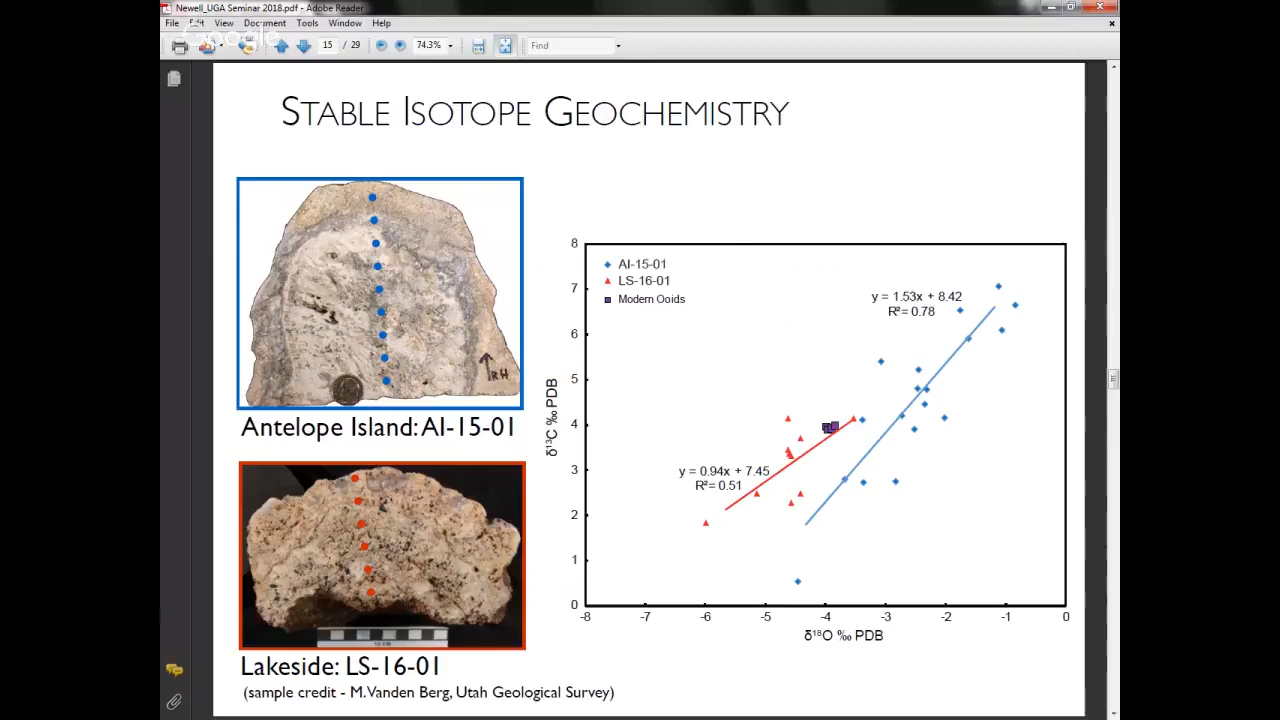 Newell_UGA Seminar 2018.pdf - Adobe Reader
File Edit View Document Tools Window Help
Google
15 / 29
74.3%
Find
STABLE ISOTOPE GEOCHEMISTRY
RH
Antelope Island: AI-15-01
Lakeside: LS-16-01
(sample credit - M. Vanden Berg, Utah Geological Survey)
AI-15-01
LS-16-01
Modern Ooids
y = 1.53x + 8.42
R²= 0.78
y = 0.94x + 7.45
R²= 0.51
δ¹³C ‰ PDB
8
7
6
5
4
3
2
1
0
-8 -7 -6 -5 -4 -3 -2 -1 0
δ¹⁸O ‰ PDB